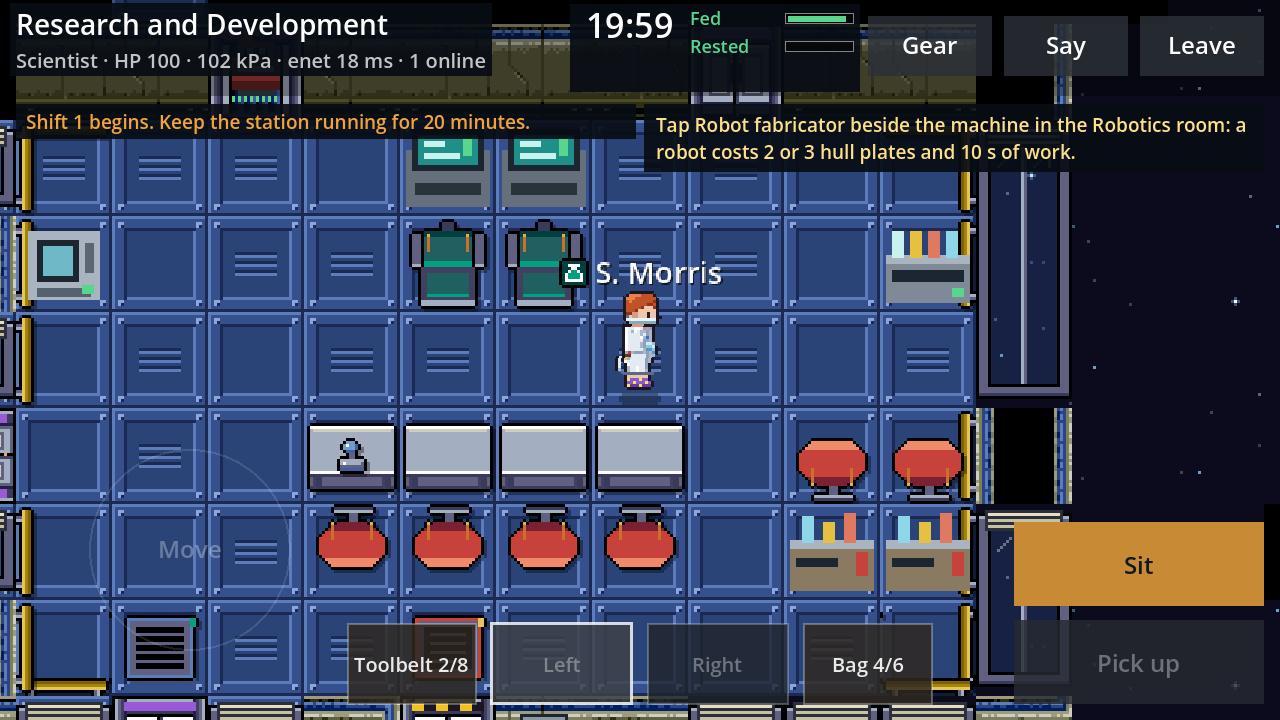 Research and Development
Scientist · HP 100 · 102 kPa · enet 18 ms · 1 online
19:59
Fed
Rested
Gear
Say
Leave
Shift 1 begins. Keep the station running for 20 minutes.
Tap Robot fabricator beside the machine in the Robotics room: a
robot costs 2 or 3 hull plates and 10 s of work.
S. Morris
Move
Sit
Toolbelt 2/8
Left
Right
Bag 4/6
Pick up